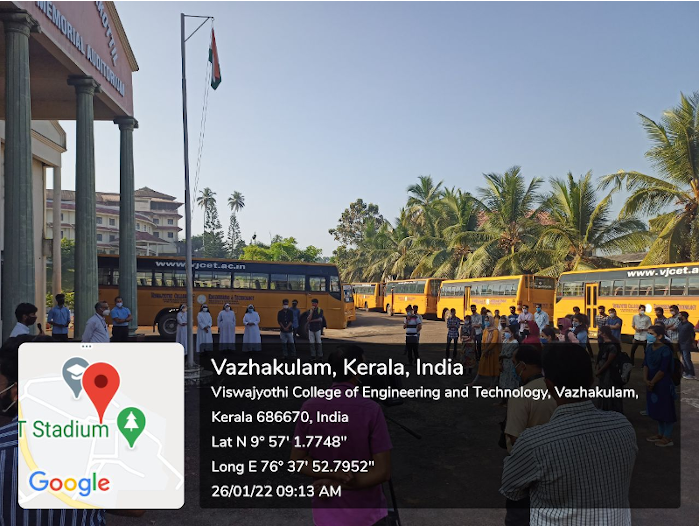 MEMORIAL AUDITORIUM
www.vjcet.ac.in
www.vjcet.ac
T Stadium
Google
Vazhakulam, Kerala, India
Viswajyothi College of Engineering and Technology, Vazhakulam,
Kerala 686670, India
Lat N 9° 57' 1.7748"
Long E 76° 37' 52.7952"
26/01/22 09:13 AM